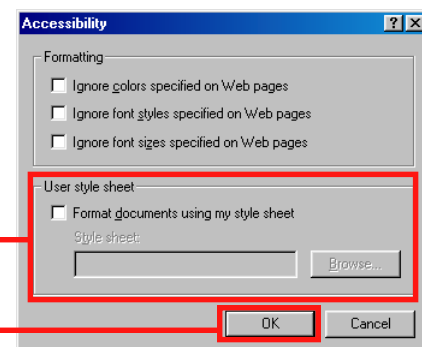 Accessibility
Formatting
Ignore colors specified on Web pages
Ignore font styles specified on Web pages
Ignore font sizes specified on Web pages
User style sheet
Format documents using my style sheet
Style sheet:
Browse...
OK Cancel